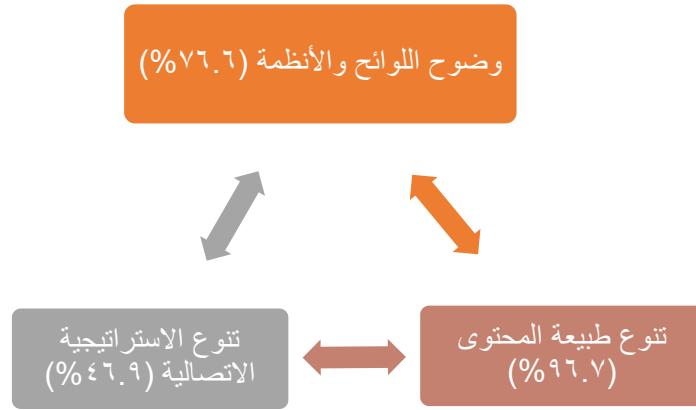 وضوح اللوائح والأنظمة (٧٦.٦%)
تنوع طبيعة المحتوى
(٩٦.٧%)
تنوع الاستراتيجية
الاتصالية (٤٦.٩%)